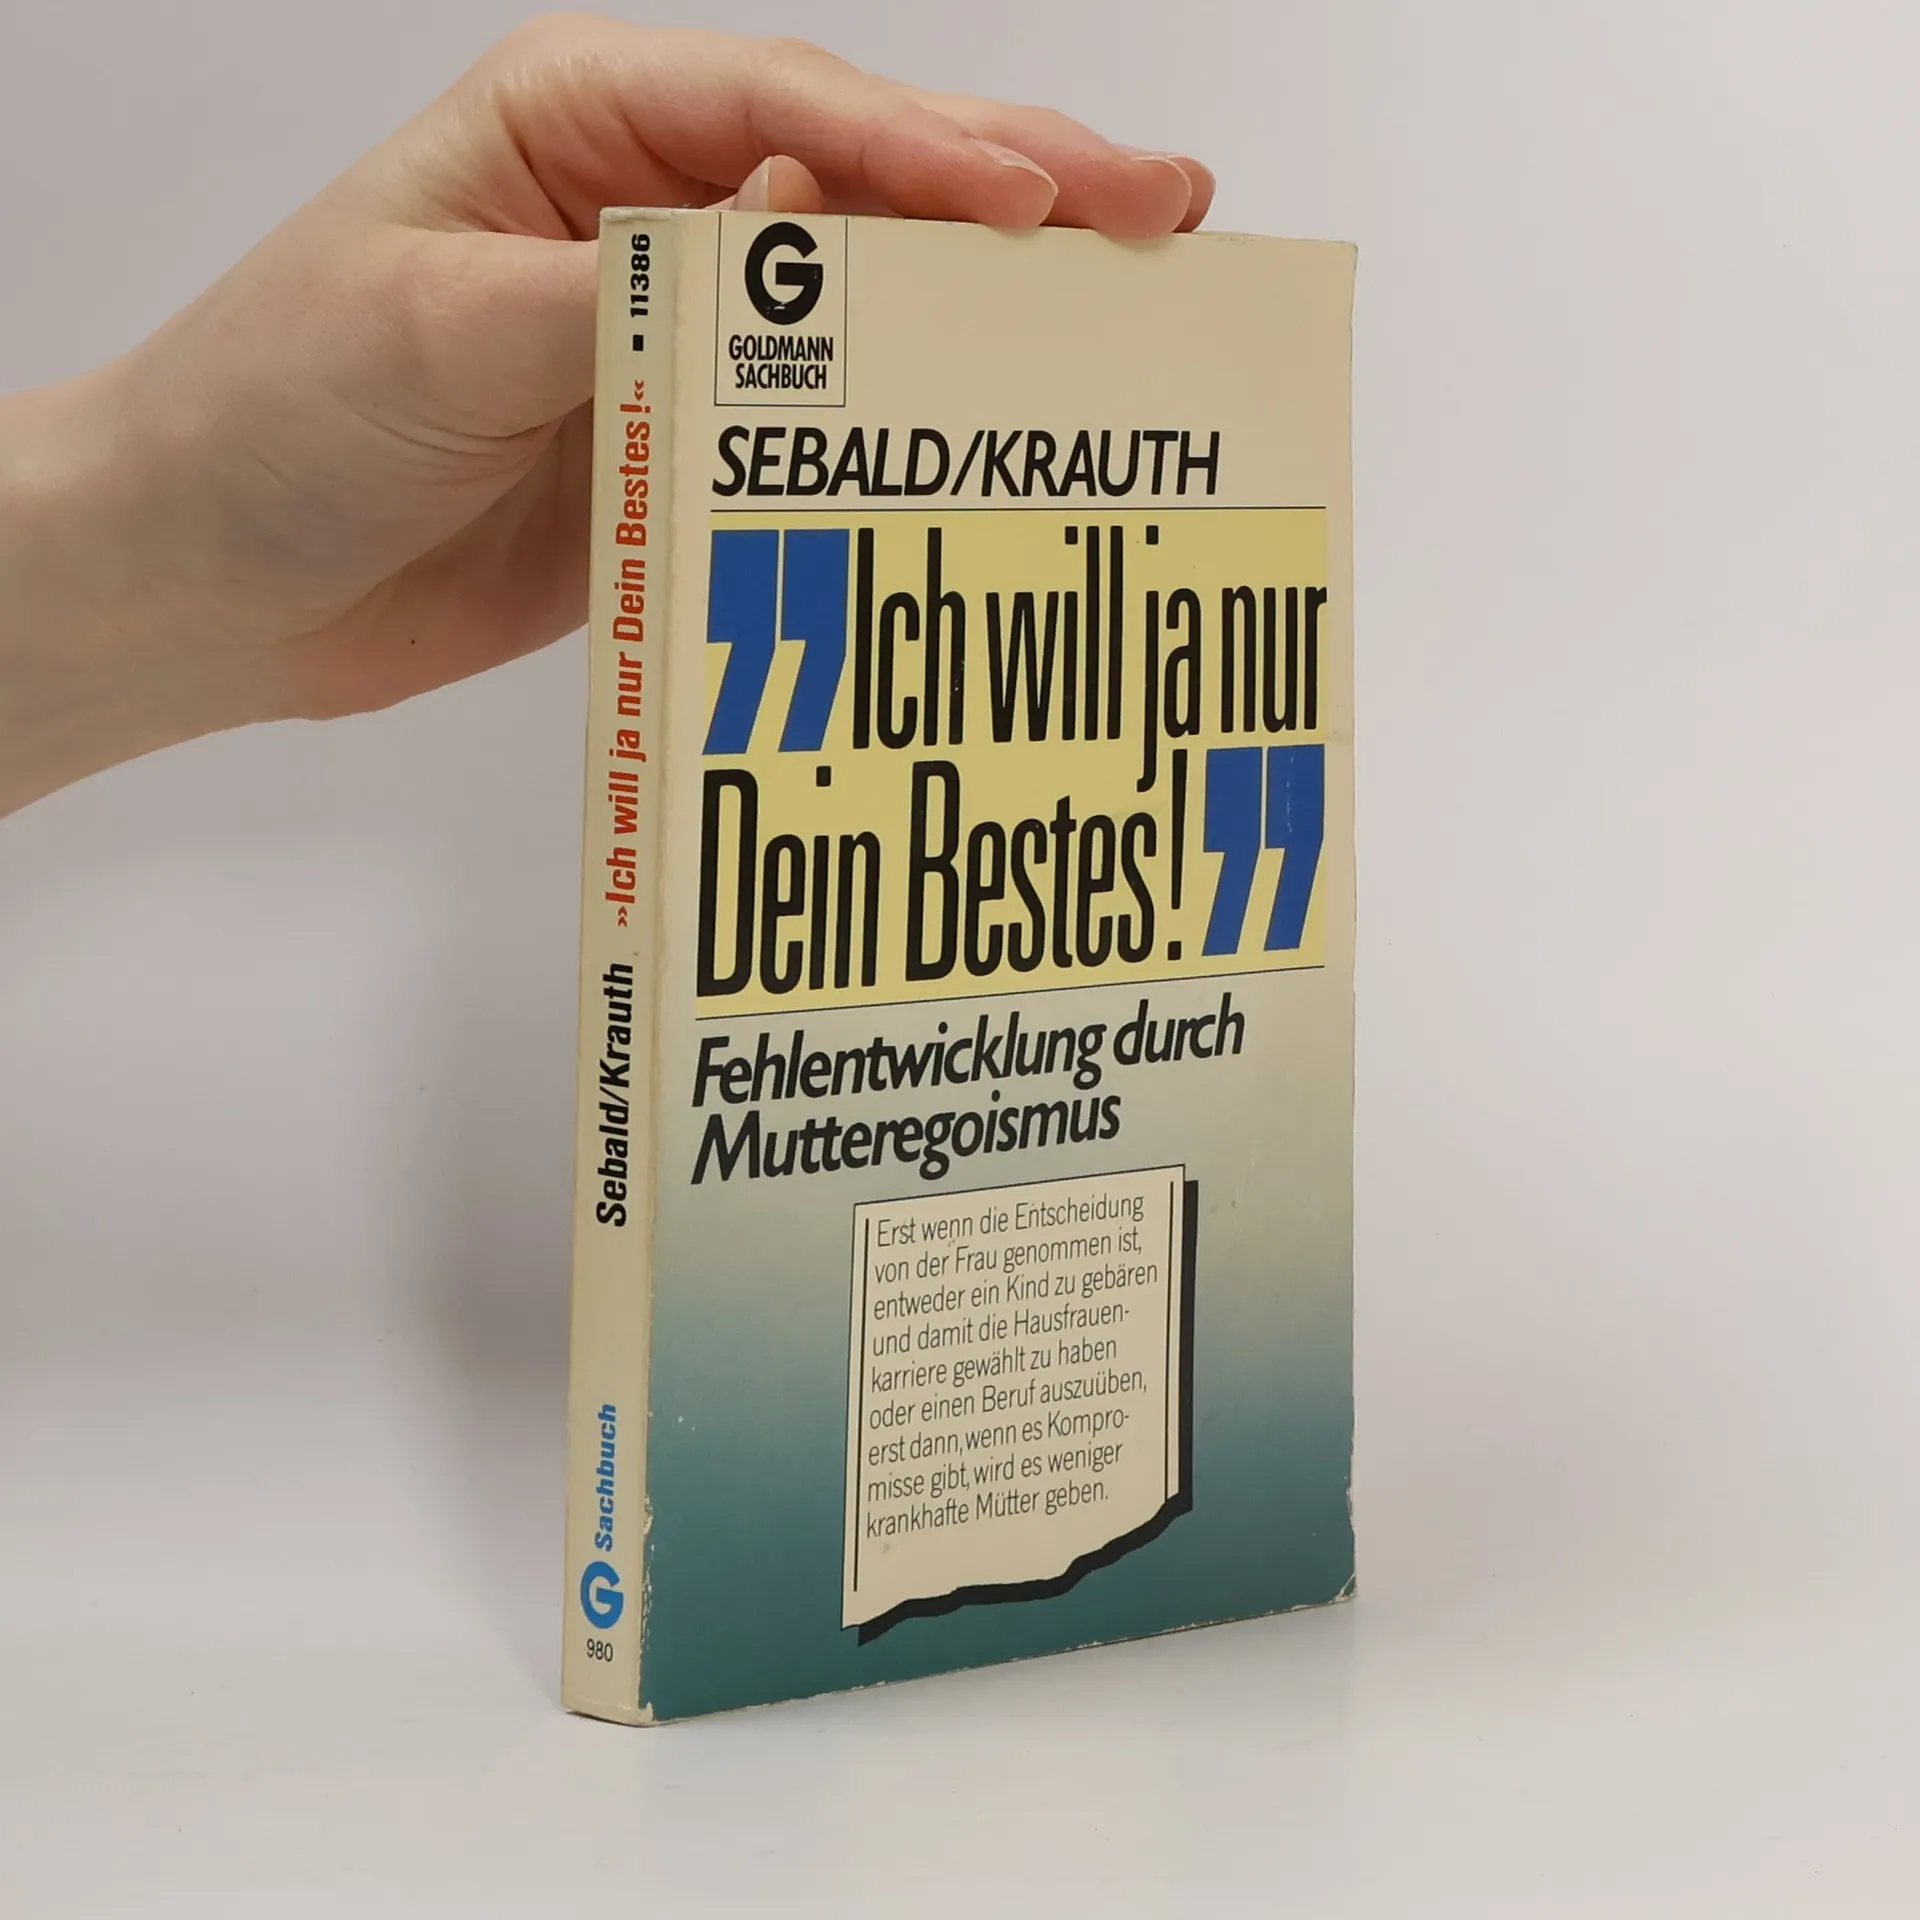 G
GOLDMANN
SACHBUCH
SEBALD/KRAUTH
"Ich will ja nur
Dein Bestes!"
Fehlentwicklung durch
Mutteregoismus
Erst wenn die Entscheidung
von der Frau genommen ist,
entweder ein Kind zu gebären
und damit die Hausfrauen-
karriere gewählt zu haben
oder einen Beruf auszuüben,
erst dann, wenn es Kompro-
misse gibt, wird es weniger
krankhafte Mütter geben.
980
G Sachbuch Sebald/Krauth »Ich will ja nur Dein Bestes!« ■ 11386